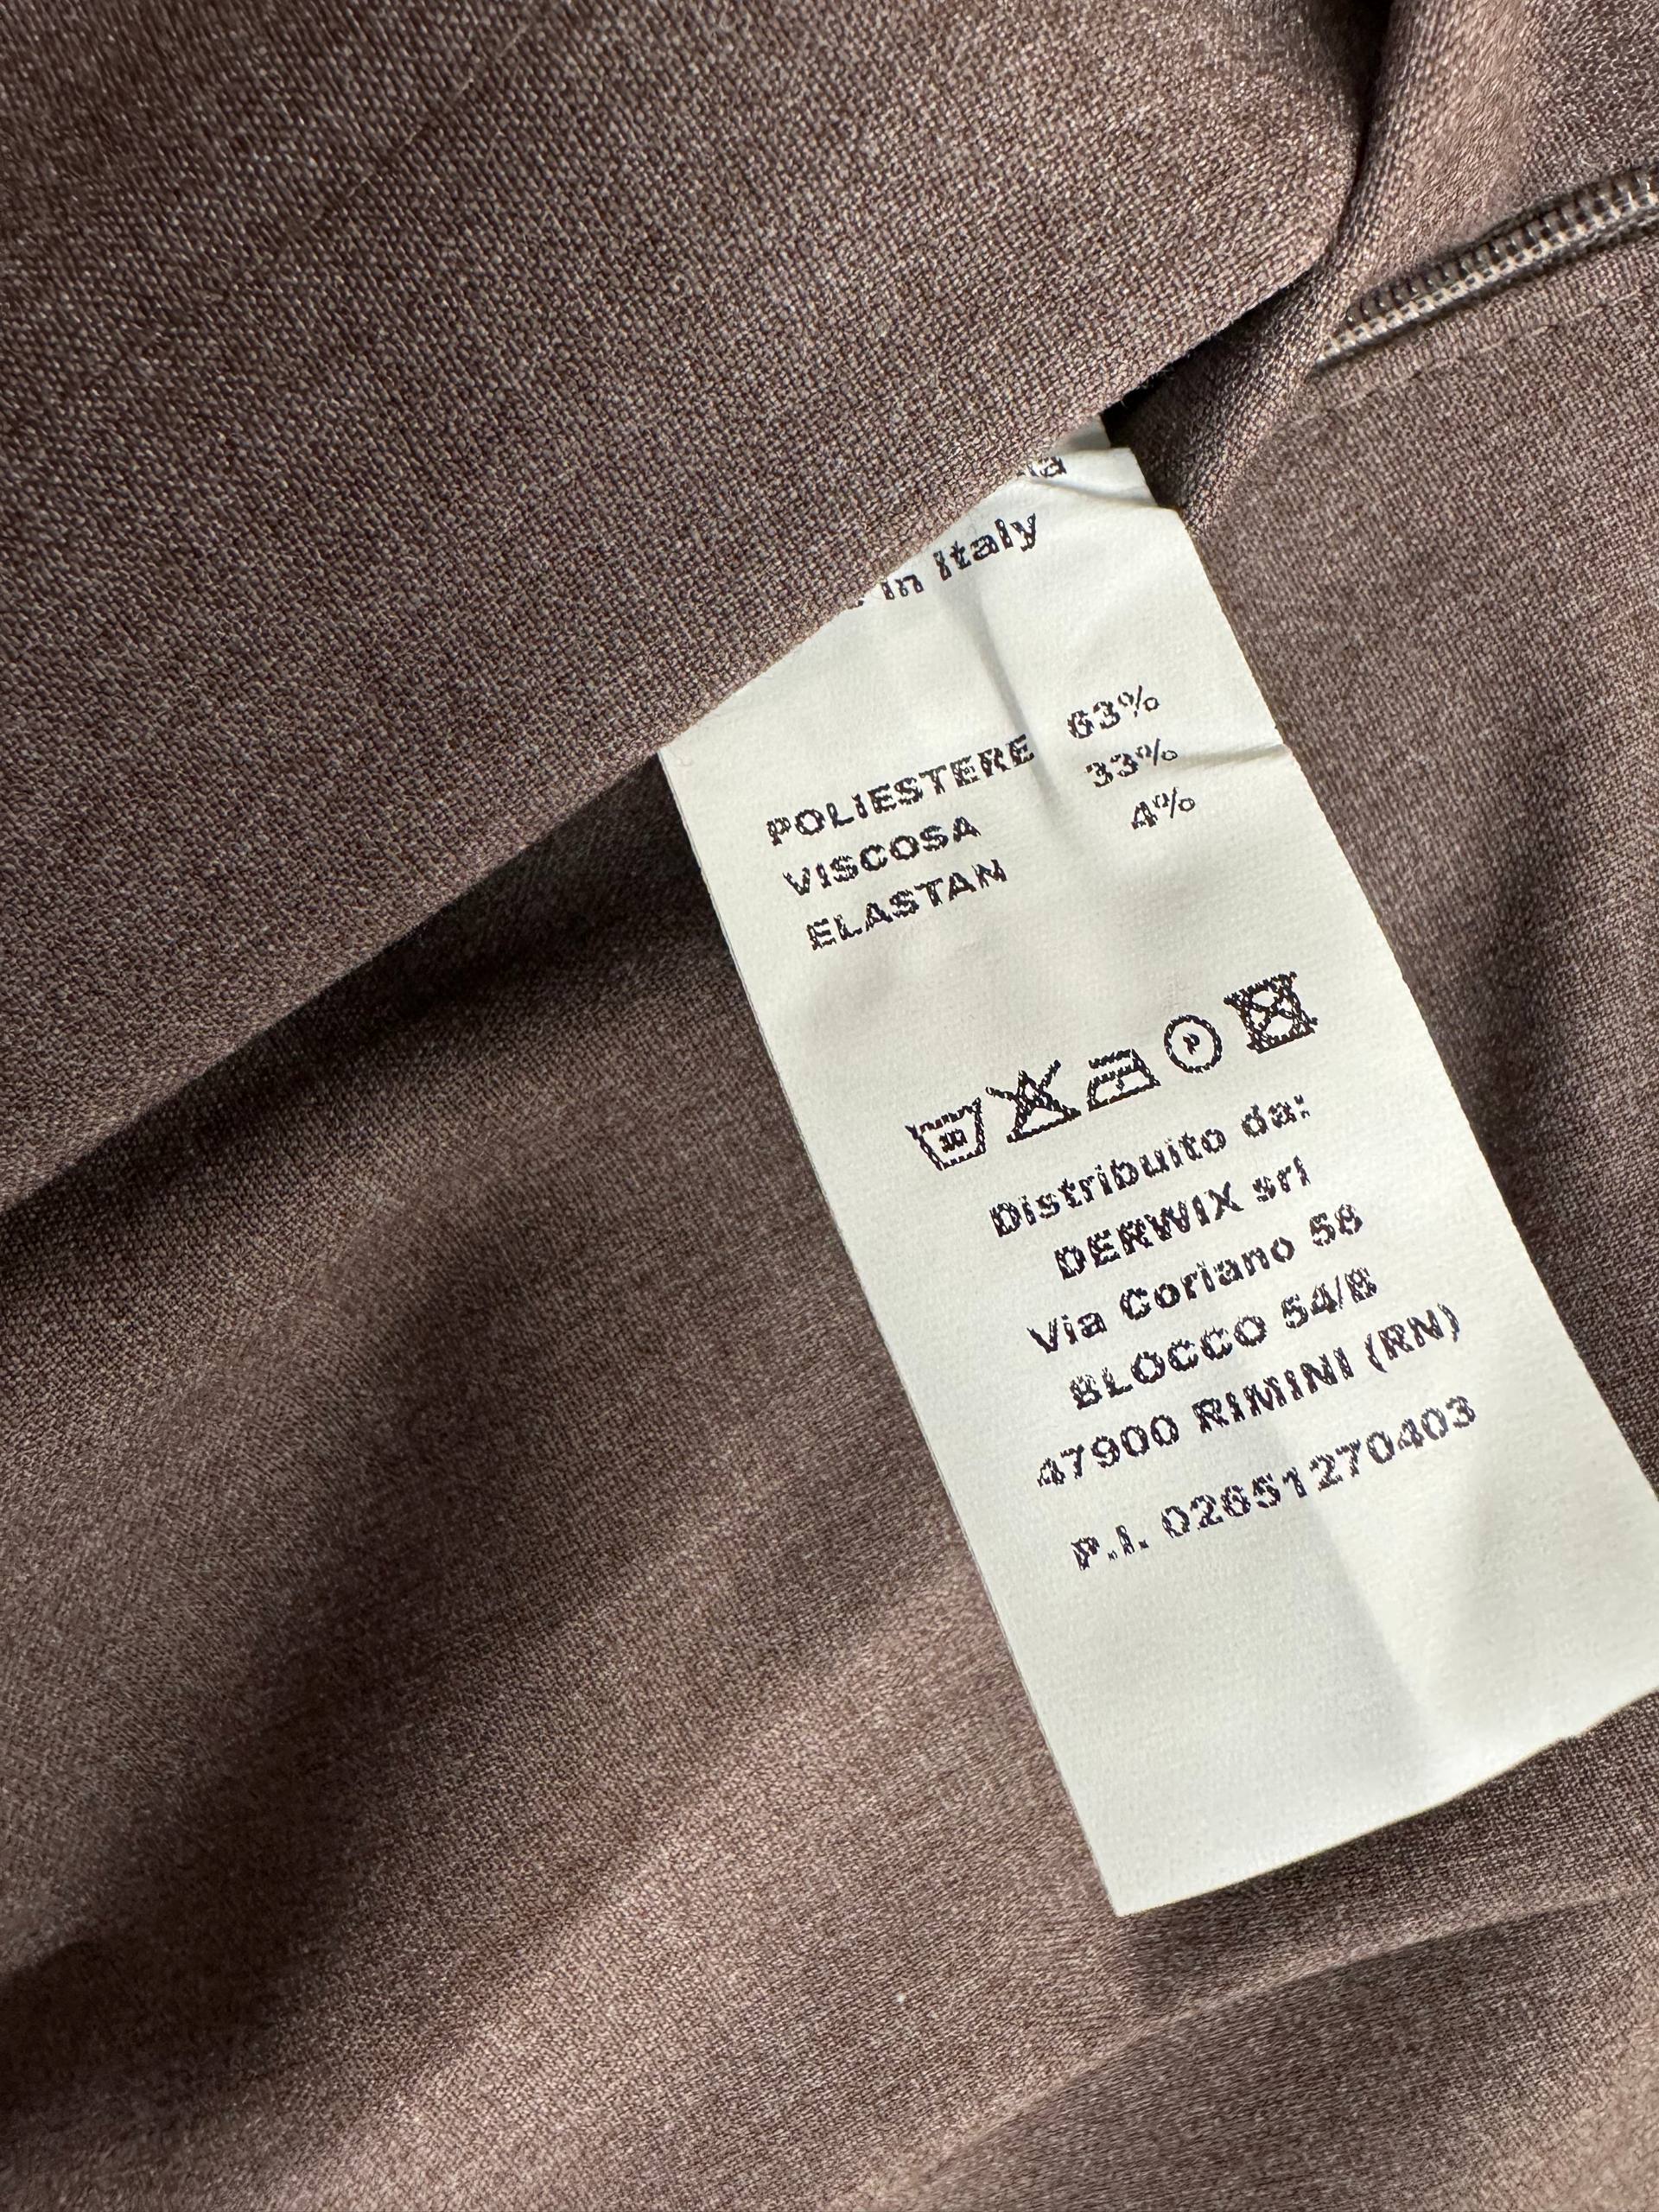 in Italy
POLIESTERE 63%
VISCOSA 33%
ELASTAN 4%
P
Distribuito da:
DERWIX srl
Via Coriano 58
BLOCCO 54/B
47900 RIMINI (RN)
P.I. 02651270403